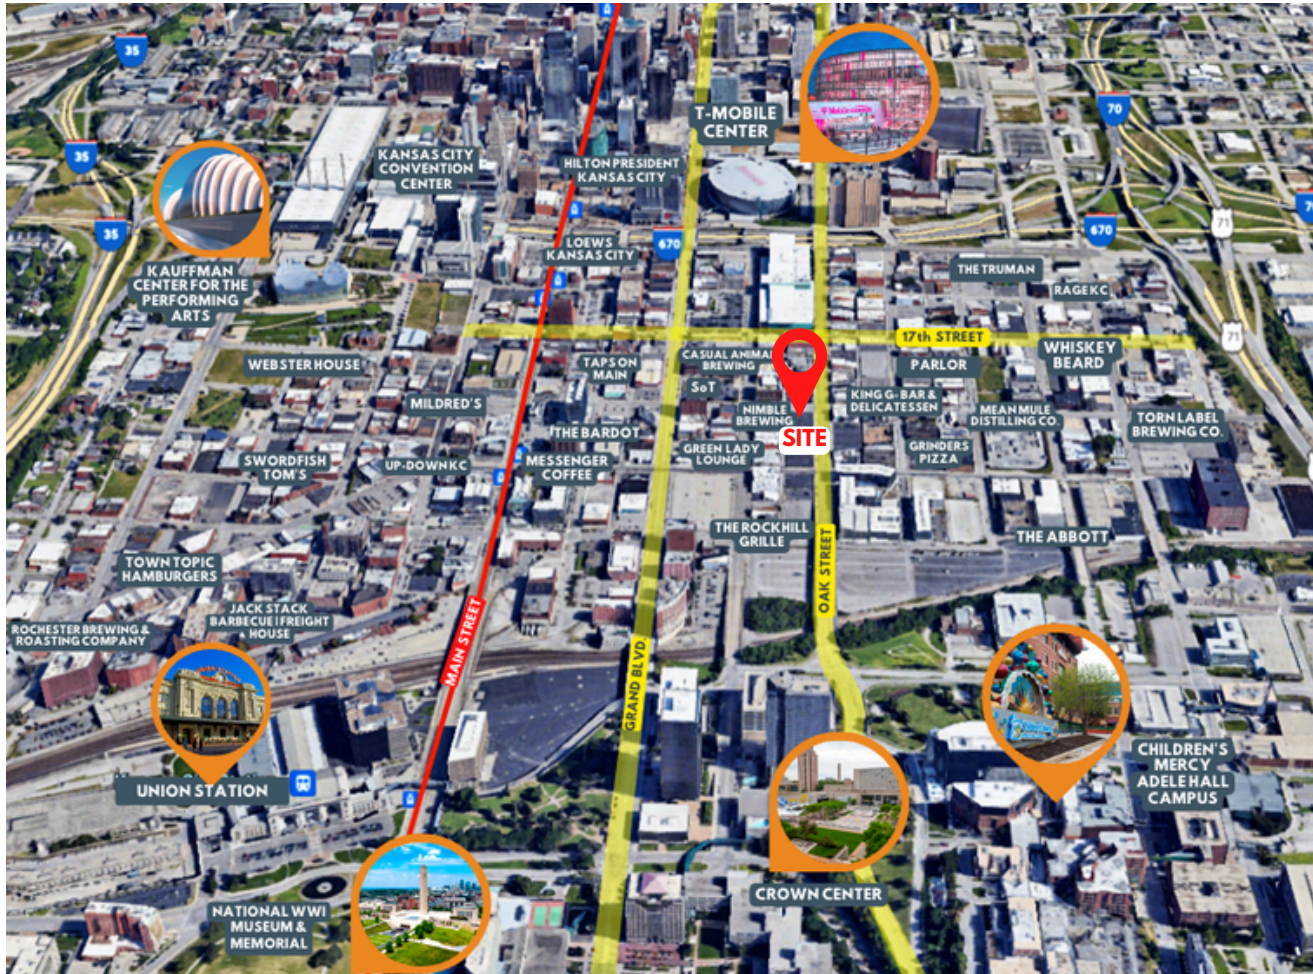 35
35
35
70
70
71
71
670
670
T-MOBILE
CENTER
T-Mobile
KANSAS CITY
CONVENTION
CENTER
HILTON PRESIDENT
KANSAS CITY
LOEWS
KANSAS CITY
KAUFFMAN
CENTER FOR THE
PERFORMING
ARTS
THE TRUMAN
RAGEKC
17th STREET
WEBSTER HOUSE
TAPS ON
MAIN
CASUAL ANIMAL
BREWING
PARLOR
WHISKEY
BEARD
SoT
MILDRED'S
NIMBLE
BREWING
KING G- BAR &
DELICATESSEN
MEAN MULE
DISTILLING CO.
TORN LABEL
BREWING CO.
SITE
THE BARDOT
GREEN LADY
LOUNGE
GRINDERS
PIZZA
SWORDFISH
TOM'S
UP-DOWN KC
MESSENGER
COFFEE
THE ROCKHILL
GRILLE
THE ABBOTT
TOWN TOPIC
HAMBURGERS
OAK STREET
JACK STACK
BARBECUE | FREIGHT
HOUSE
ROCHESTER BREWING &
ROASTING COMPANY
MAIN STREET
GRAND BLVD
UNION STATION
CHILDREN'S
MERCY
ADELE HALL
CAMPUS
CROWN CENTER
NATIONAL WWI
MUSEUM &
MEMORIAL